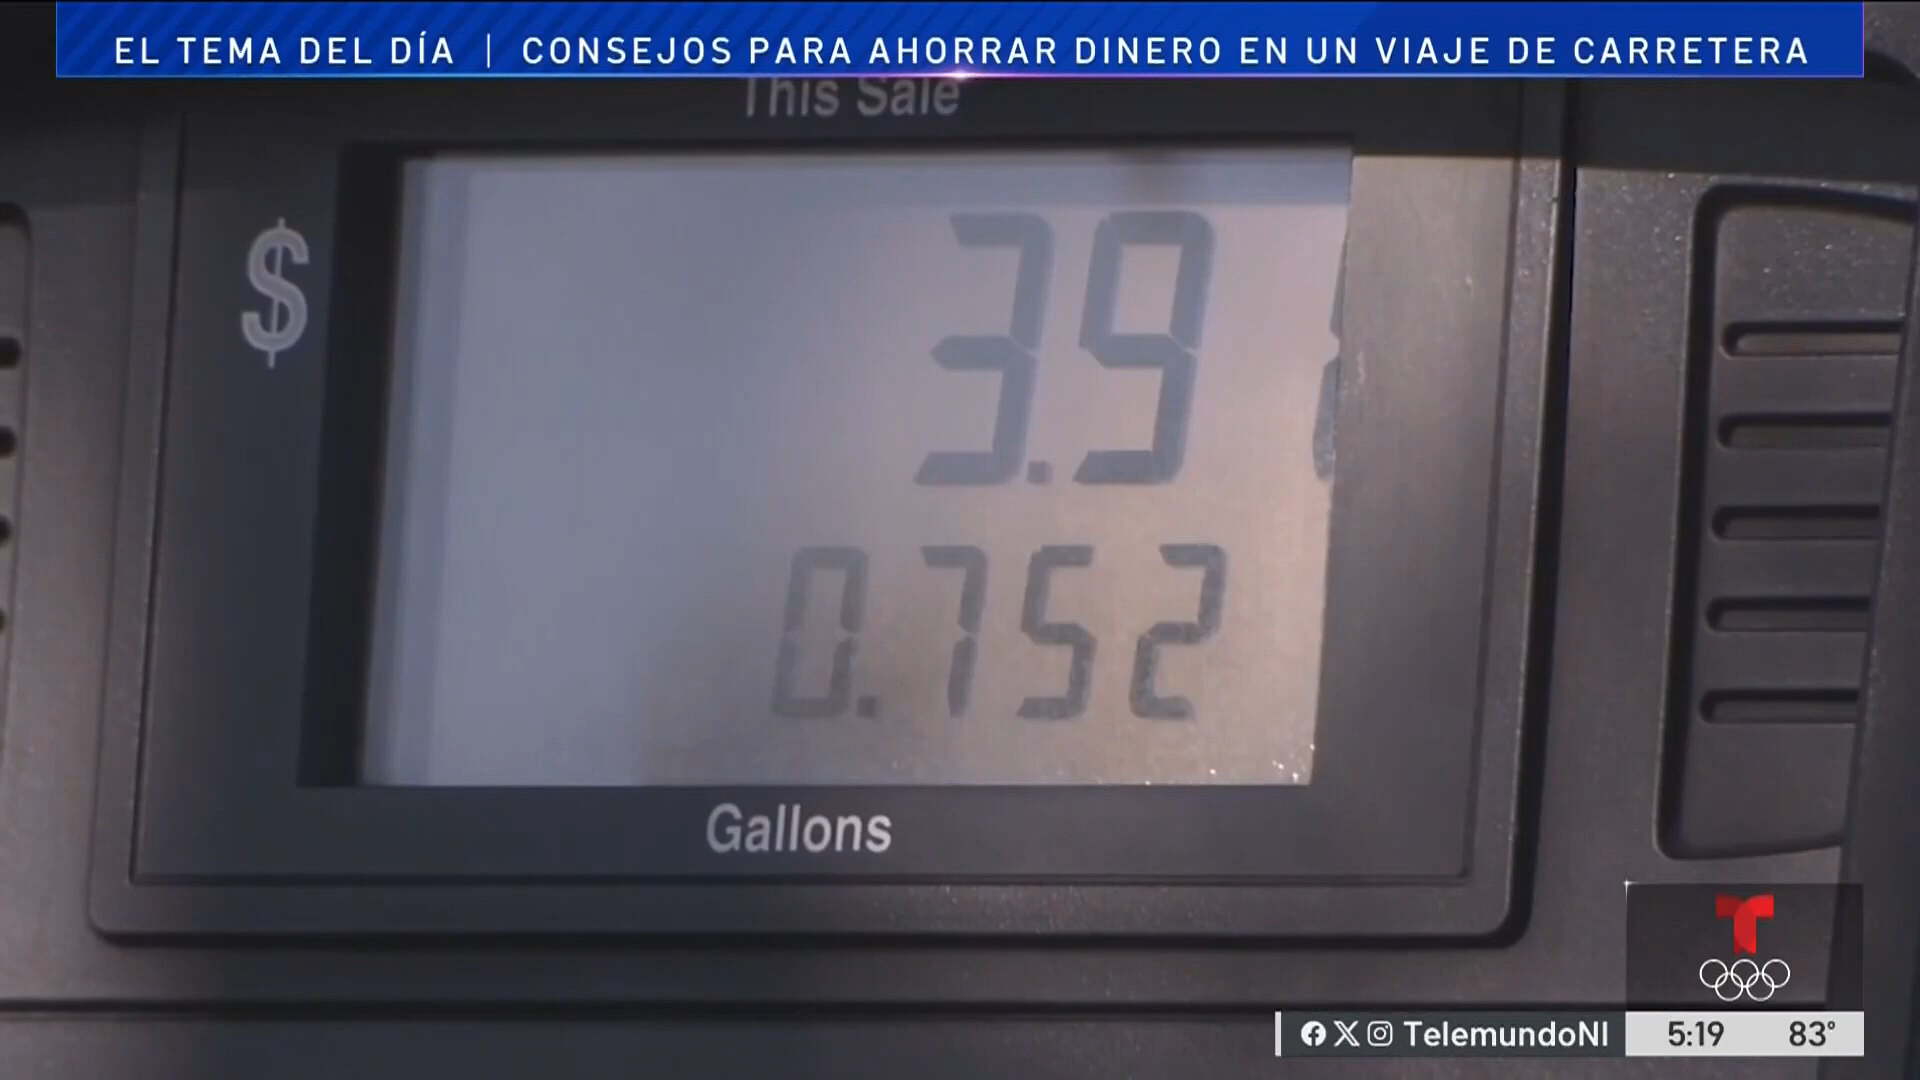 EL TEMA DEL DÍA | CONSEJOS PARA AHORRAR DINERO EN UN VIAJE DE CARRETERA
This Sale
$
3.9
0.752
Gallons
TelemundoNI
5:19 83°